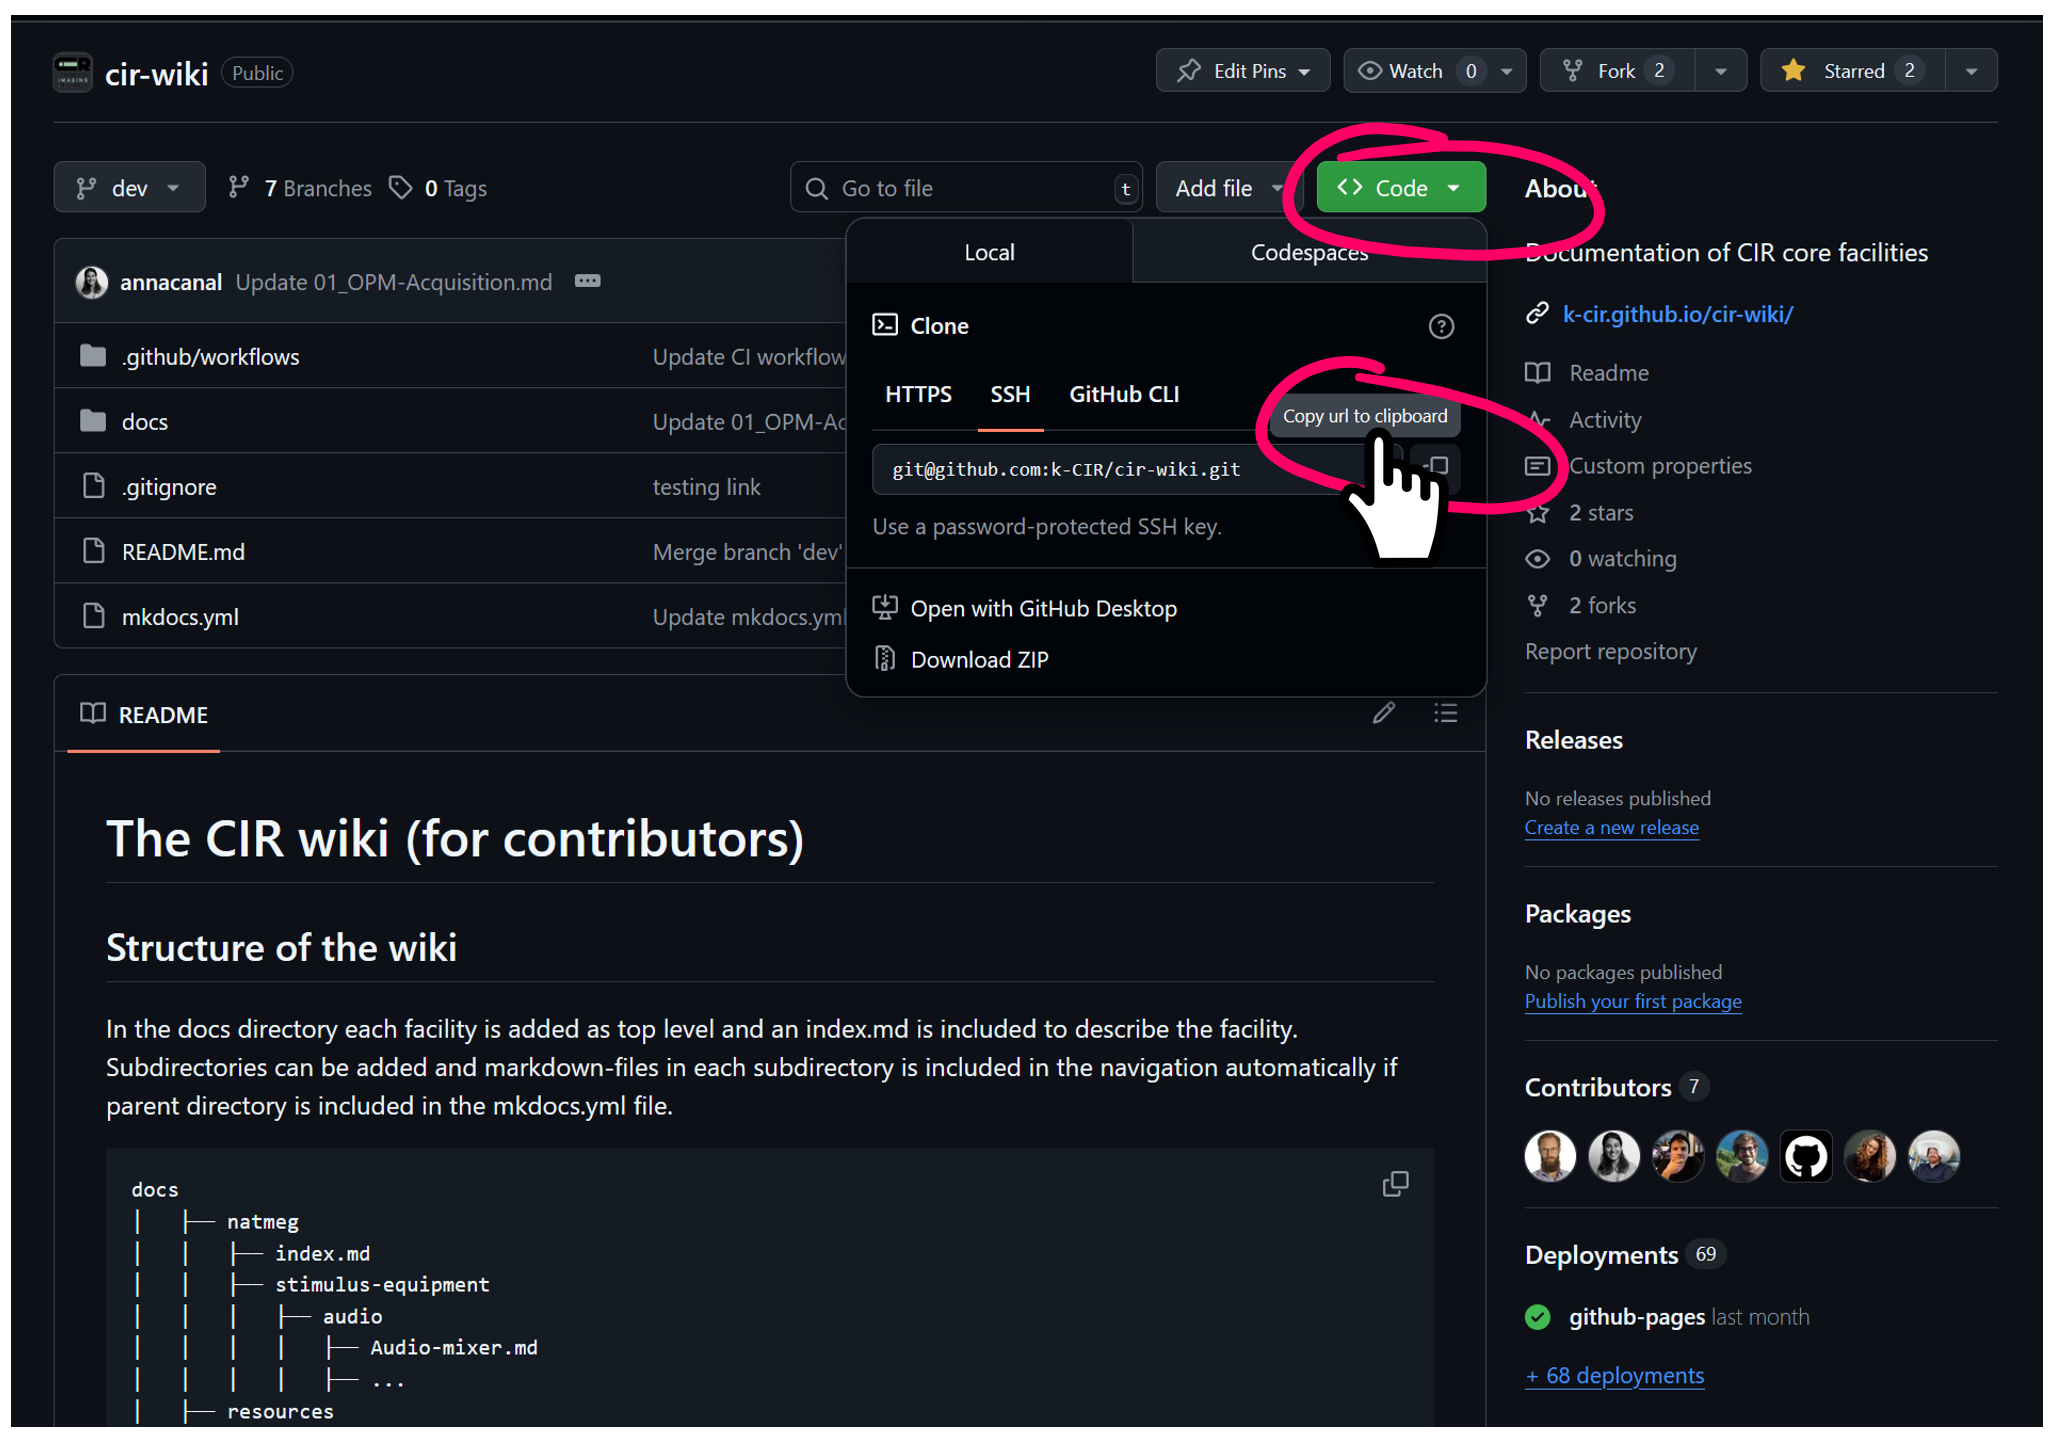 cir-wiki Public Edit Pins Watch 0 Fork 2 Starred 2
dev 7 Branches 0 Tags Go to file t Add file Code
annacanal Update 01_OPM-Acquisition.md
.github/workflows Update CI workflow
docs Update 01_OPM-Ac
.gitignore testing link
README.md Merge branch 'dev'
mkdocs.yml Update mkdocs.yml
Local Codespaces
Clone
HTTPS SSH GitHub CLI
Copy url to clipboard
git@github.com:k-CIR/cir-wiki.git
Use a password-protected SSH key.
Open with GitHub Desktop
Download ZIP
README
The CIR wiki (for contributors)
Structure of the wiki
In the docs directory each facility is added as top level and an index.md is included to describe the facility.
Subdirectories can be added and markdown-files in each subdirectory is included in the navigation automatically if
parent directory is included in the mkdocs.yml file.
docs
│   ├── natmeg
│   │   ├── index.md
│   │   ├── stimulus-equipment
│   │   │   ├── audio
│   │   │   │   ├── Audio-mixer.md
│   │   │   │   ├── ...
│   ├── resources
About
Documentation of CIR core facilities
k-cir.github.io/cir-wiki/
Readme
Activity
Custom properties
2 stars
0 watching
2 forks
Report repository
Releases
No releases published
Create a new release
Packages
No packages published
Publish your first package
Contributors 7
Deployments 69
github-pages last month
+ 68 deployments